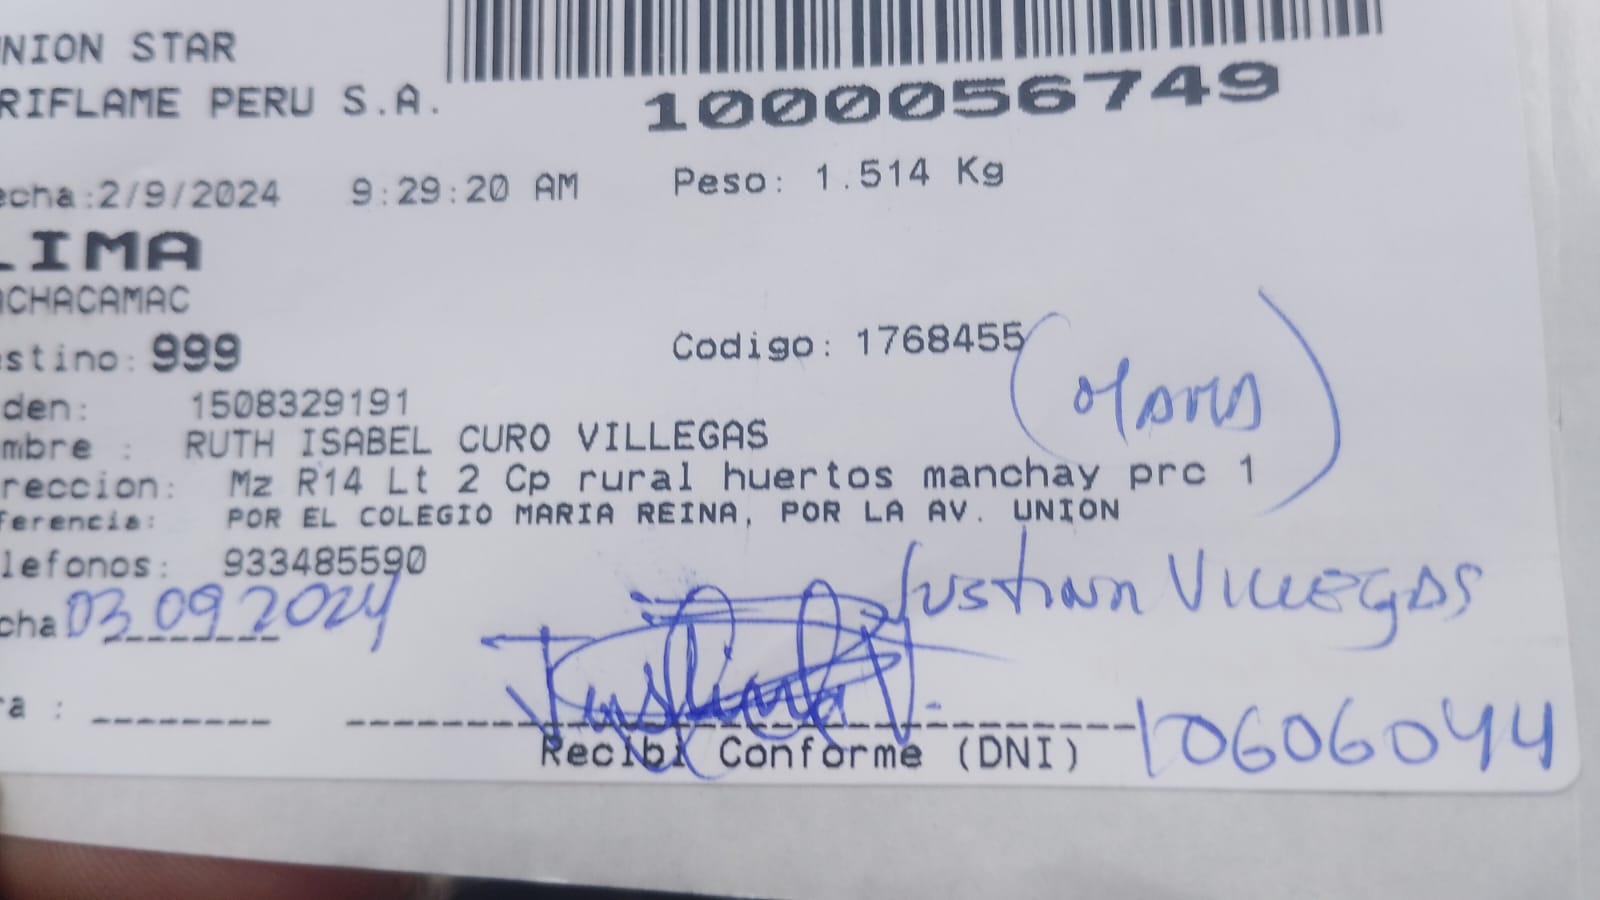 NION STAR
RIFLAME PERU S.A.
1000056749
echa:2/9/2024 9:29:20 AM Peso: 1.514 Kg
LIMA
ACHACAMAC
estino: 999 Codigo: 1768455
den: 1508329191
mbre : RUTH ISABEL CURO VILLEGAS
reccion: Mz R14 Lt 2 Cp rural huertos manchay prc 1
ferencia: POR EL COLEGIO MARIA REINA, POR LA AV. UNION
lefonos: 933485590
cha 03 09 2024
VILLEGAS
ra :
Recibi Conforme (DNI) 10606044